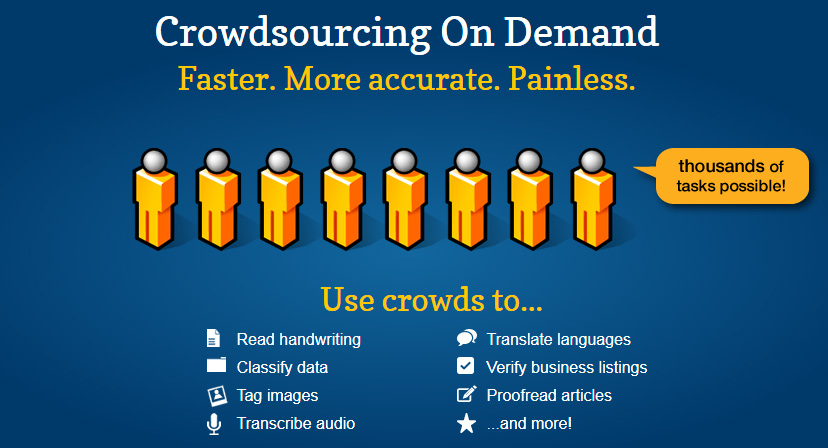 Crowdsourcing On Demand
Faster. More accurate. Painless.
thousands of
tasks possible!
Use crowds to...
Read handwriting
Classify data
Tag images
Transcribe audio
Translate languages
Verify business listings
Proofread articles
...and more!